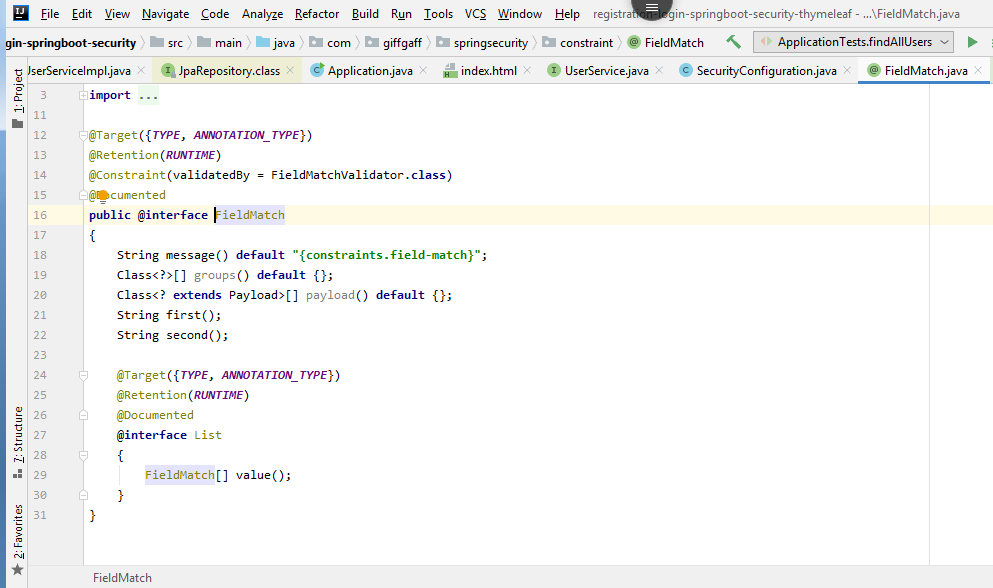 File Edit View Navigate Code Analyze Refactor Build Run Tools VCS Window Help registration-login-springboot-security-thymeleaf - ...\FieldMatch.java
gin-springboot-security src main java com giffgaff springsecurity constraint FieldMatch ApplicationTests.findAllUsers
UserServiceImpl.java JpaRepository.class Application.java index.html UserService.java SecurityConfiguration.java FieldMatch.java
1: Project
7: Structure
2: Favorites
3 import ...
11
12 @Target({TYPE, ANNOTATION_TYPE})
13 @Retention(RUNTIME)
14 @Constraint(validatedBy = FieldMatchValidator.class)
15 @Documented
16 public @interface FieldMatch
17 {
18 String message() default "{constraints.field-match}";
19 Class<?>[] groups() default {};
20 Class<? extends Payload>[] payload() default {};
21 String first();
22 String second();
23
24 @Target({TYPE, ANNOTATION_TYPE})
25 @Retention(RUNTIME)
26 @Documented
27 @interface List
28 {
29 FieldMatch[] value();
30 }
31 }
FieldMatch